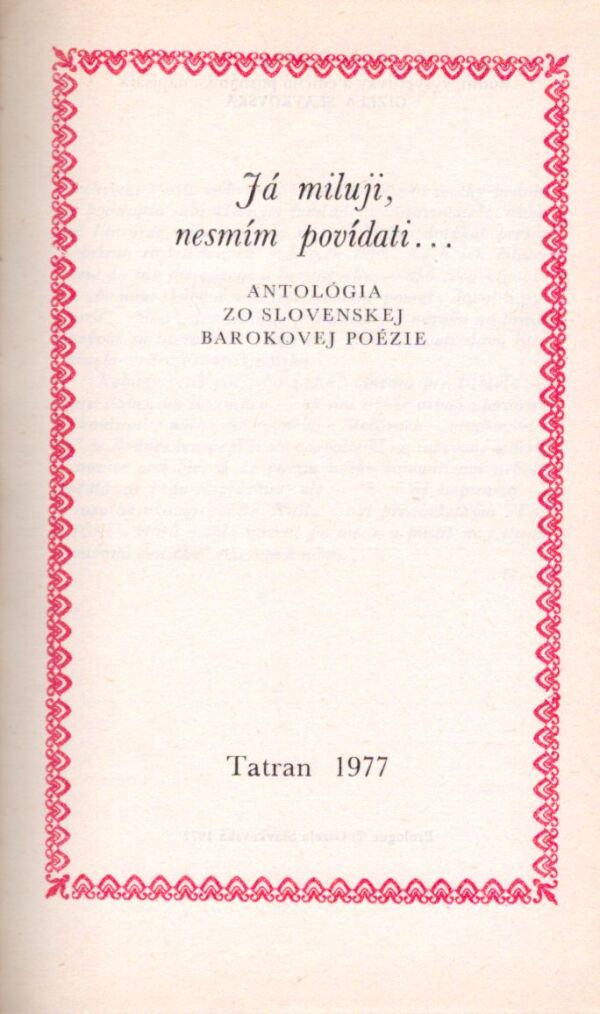 Já miluji,
nesmím povídati...
ANTOLÓGIA
ZO SLOVENSKEJ
BAROKOVEJ POÉZIE
Tatran 1977